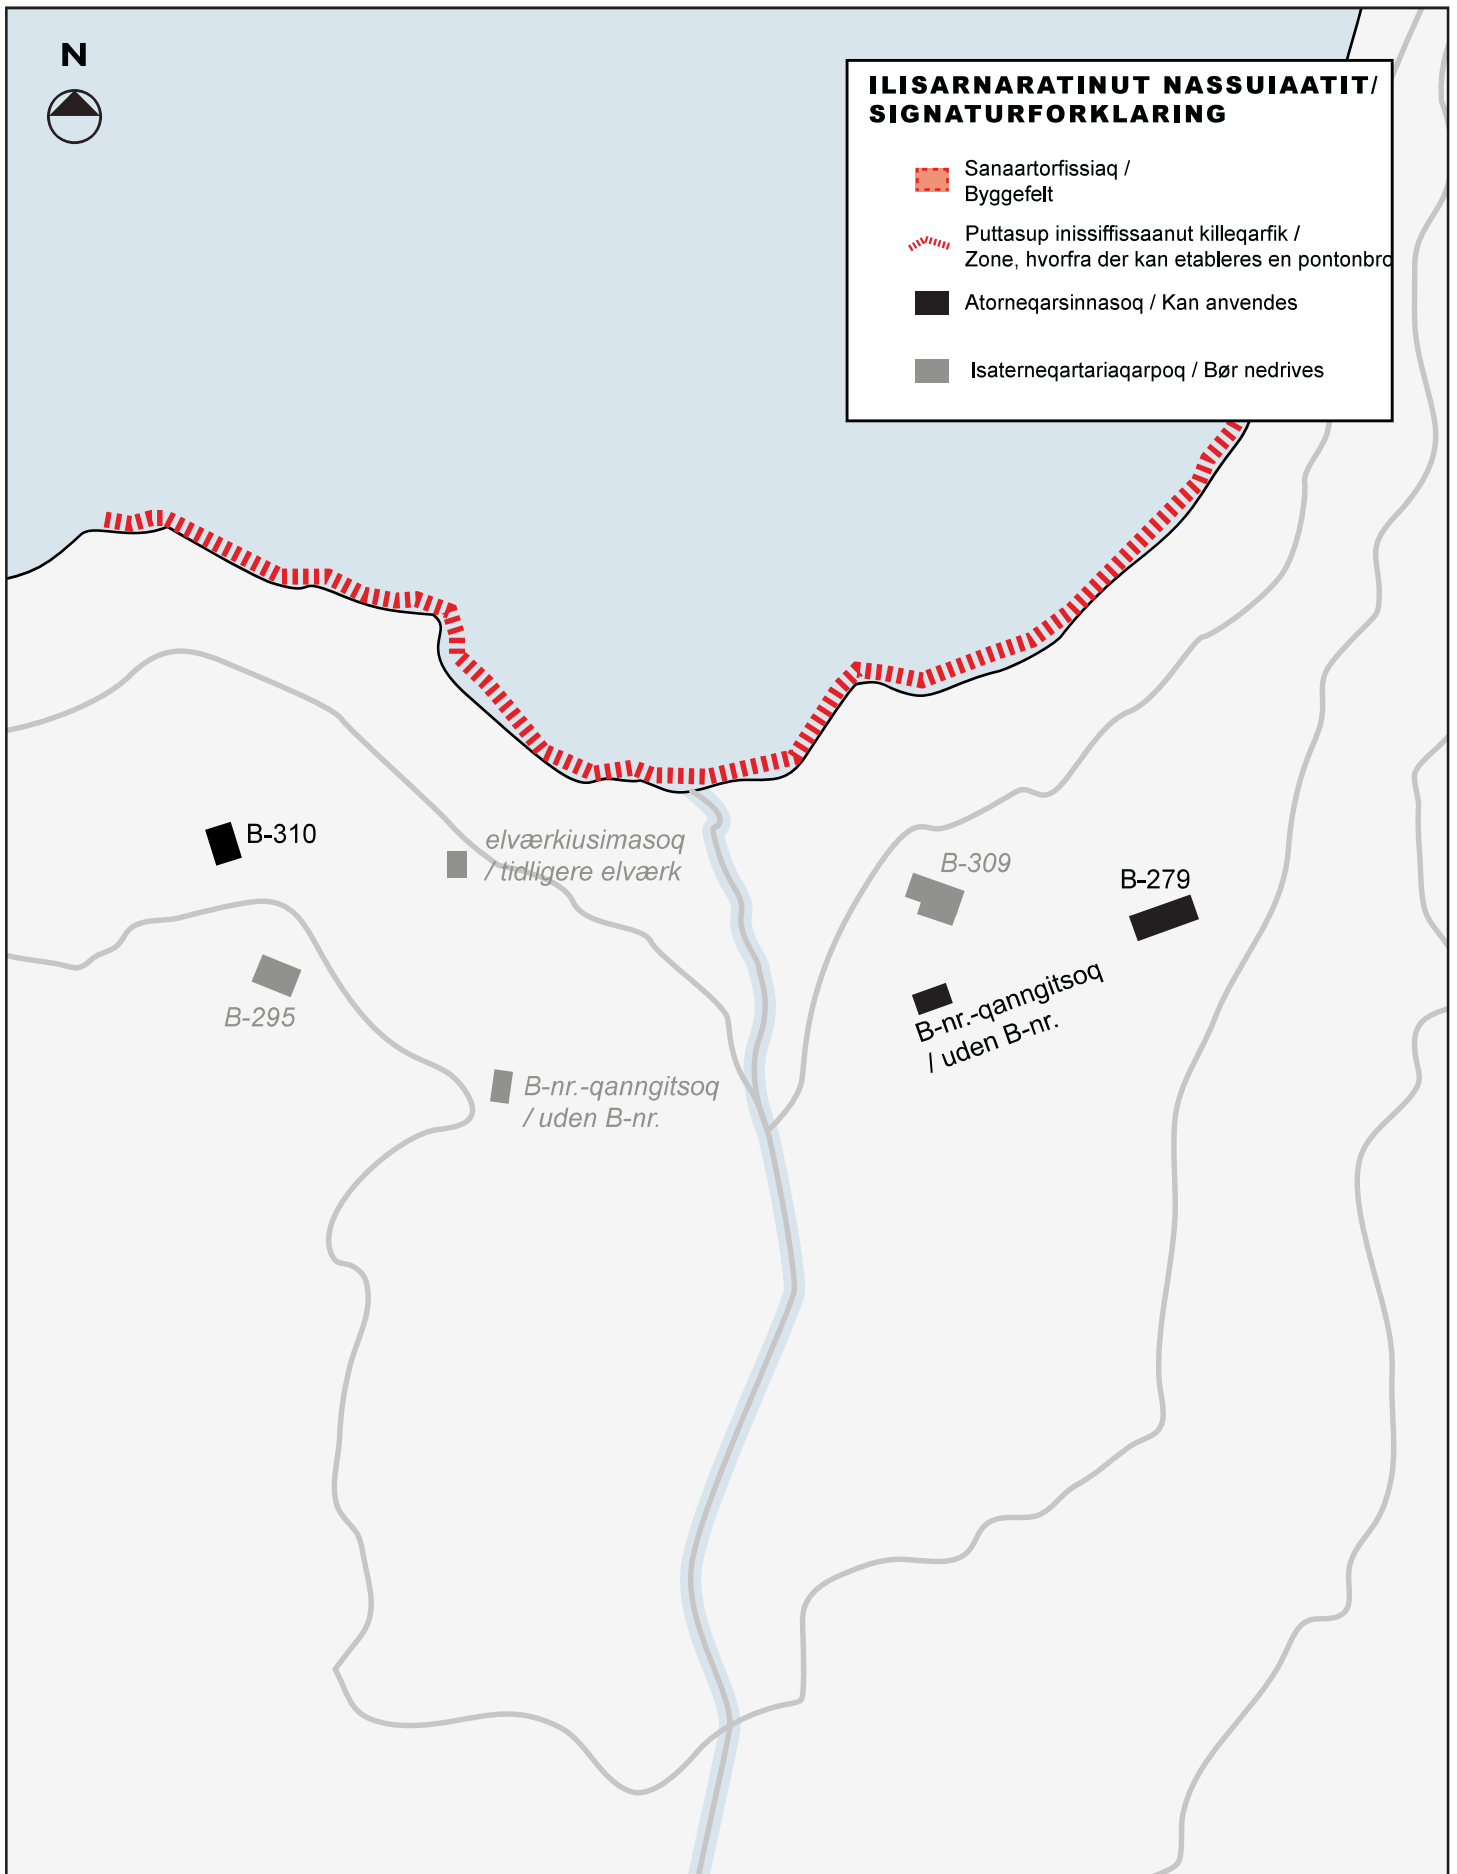 N
ILISARNARATINUT NASSUIAATIT/
SIGNATURFORKLARING
Sanaartorfissiaq /
Byggefelt
Puttasup inissiffissaanut killeqarfik /
Zone, hvorfra der kan etableres en pontonbro
Atorneqarsinnasoq / Kan anvendes
Isaterneqartariaqarpoq / Bør nedrives
B-310
elværkiusimasoq
/ tidligere elværk
B-309
B-279
B-295
B-nr.-qanngitsoq
/ uden B-nr.
B-nr.-qanngitsoq
/ uden B-nr.